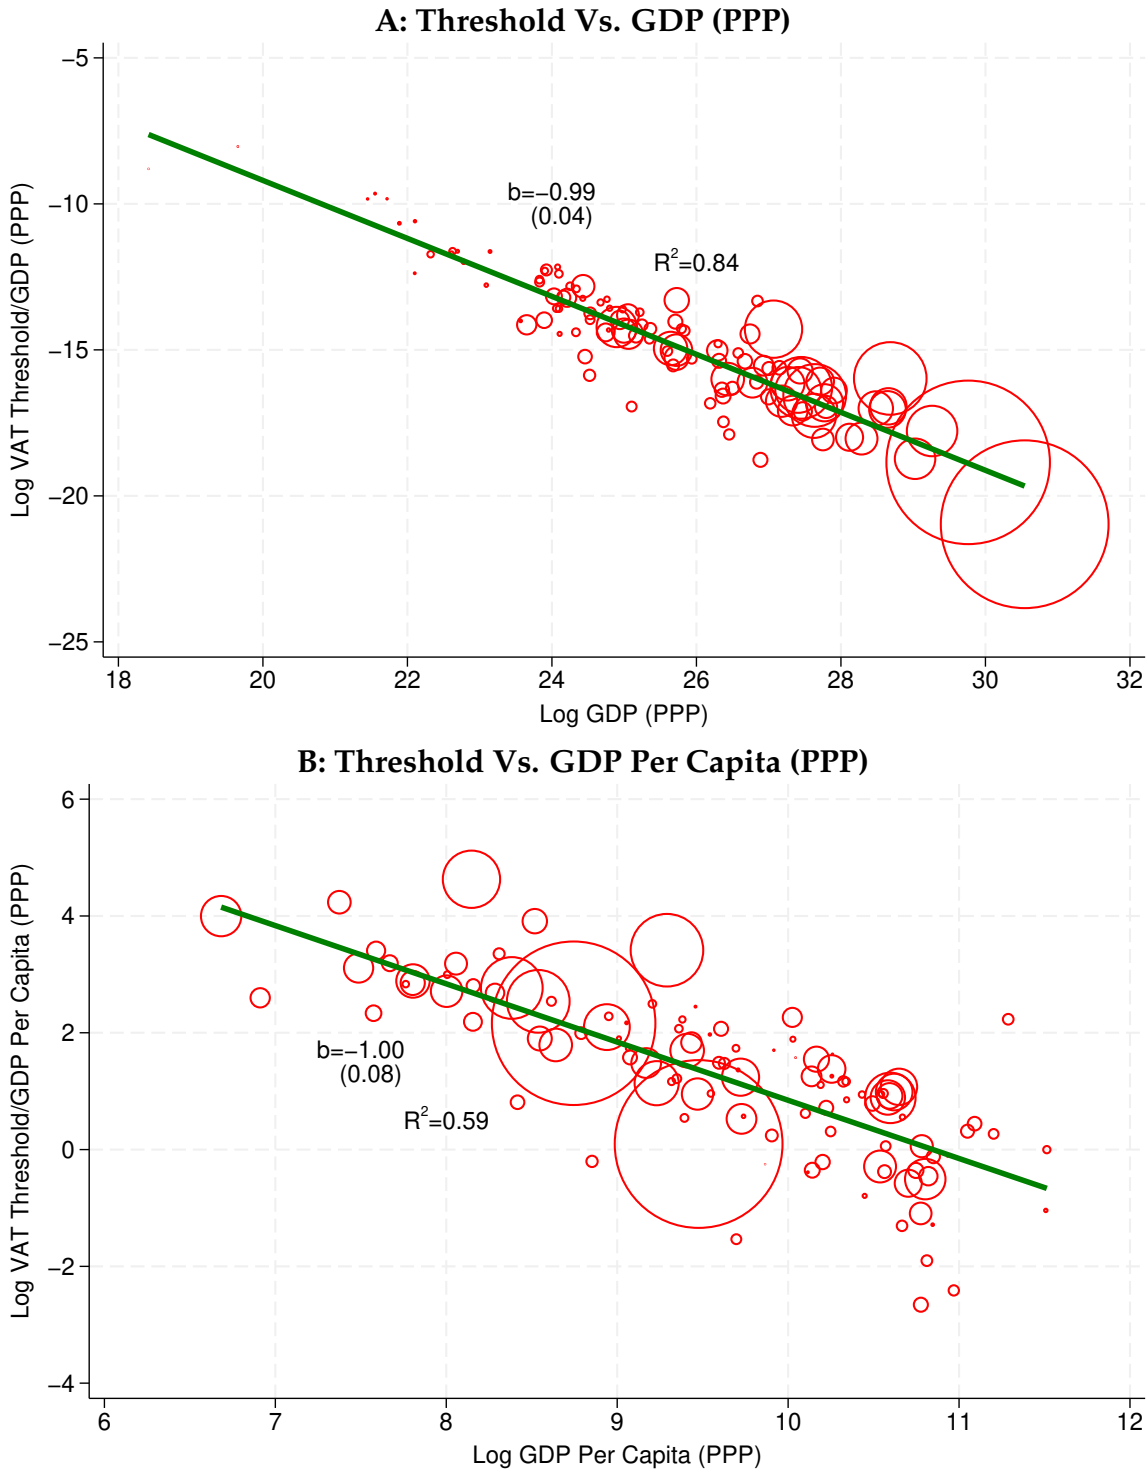 A: Threshold Vs. GDP (PPP)
−5
−10
−15
−20
−25
Log VAT Threshold/GDP (PPP)
b=−0.99
(0.04)
R²=0.84
18 20 22 24 26 28 30 32
Log GDP (PPP)
B: Threshold Vs. GDP Per Capita (PPP)
6
4
2
0
−2
−4
Log VAT Threshold/GDP Per Capita (PPP)
b=−1.00
(0.08)
R²=0.59
6 7 8 9 10 11 12
Log GDP Per Capita (PPP)